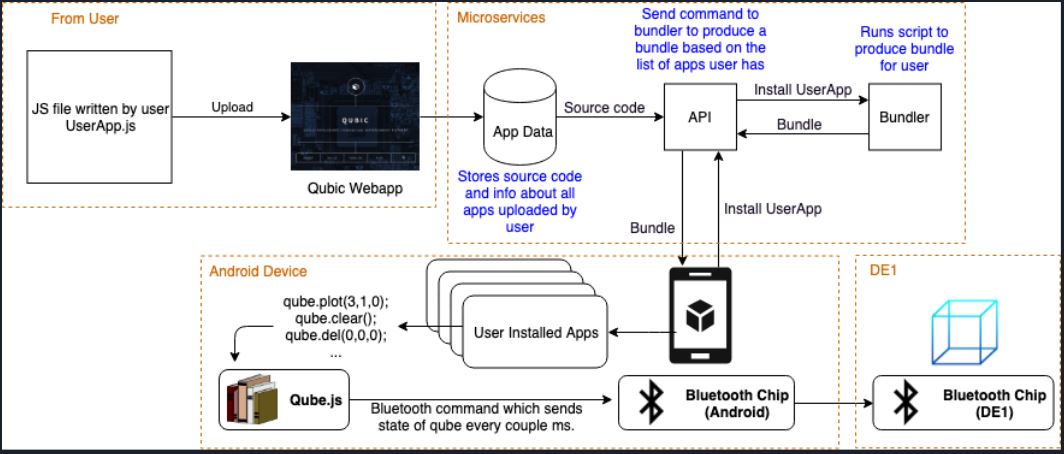 From User
JS file written by user
UserApp.js
Upload
QUBIC
Qubic Webapp
Microservices
App Data
Stores source code
and info about all
apps uploaded by
user
Source code
Send command to
bundler to produce a
bundle based on the
list of apps user has
API
Install UserApp
Bundle
Runs script to
produce bundle
for user
Bundler
Bundle
Install UserApp
Android Device
qube.plot(3,1,0);
qube.clear();
qube.del(0,0,0);
...
User Installed Apps
Qube.js
Bluetooth command which sends
state of qube every couple ms.
Bluetooth Chip
(Android)
DE1
Bluetooth Chip
(DE1)